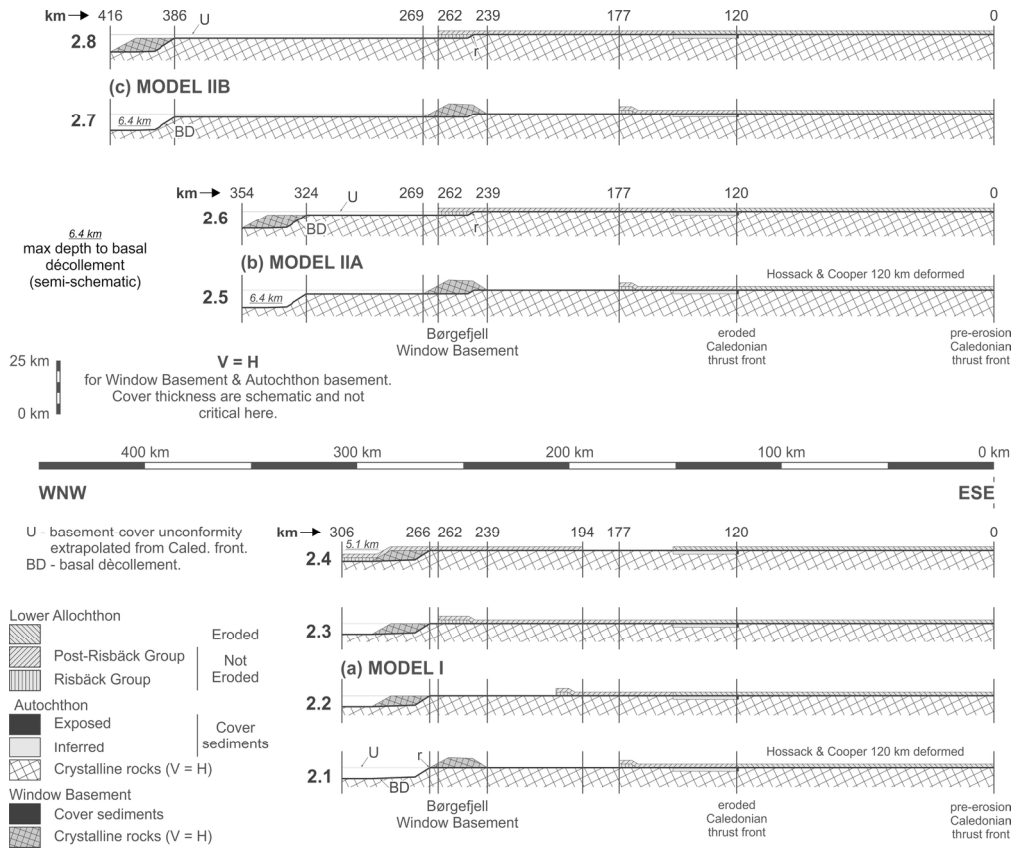 km 416 386 269 262 239 177 120 0
U
2.8
r
(c) MODEL IIB
2.7
6.4 km
BD
km 354 324 269 262 239 177 120 0
U
2.6
BD
r
6.4 km
max depth to basal
décollement
(semi-schematic)
(b) MODEL IIA
Hossack & Cooper 120 km deformed
2.5
6.4 km
Børgefjell
Window Basement
eroded
Caledonian
thrust front
pre-erosion
Caledonian
thrust front
25 km
0 km
V = H
for Window Basement & Autochthon basement.
Cover thickness are schematic and not
critical here.
400 km 300 km 200 km 100 km 0 km
WNW ESE
U - basement cover unconformity
extrapolated from Caled. front.
BD - basal dècollement.
km 306 266 262 239 194 177 120 0
5.1 km
2.4
2.3
(a) MODEL I
2.2
Hossack & Cooper 120 km deformed
U
r
2.1
BD
Børgefjell
Window Basement
eroded
Caledonian
thrust front
pre-erosion
Caledonian
thrust front
Lower Allochthon
Eroded
Post-Risbäck Group
Risbäck Group
Not
Eroded
Autochthon
Exposed
Inferred
Cover
sediments
Crystalline rocks (V = H)
Window Basement
Cover sediments
Crystalline rocks (V = H)